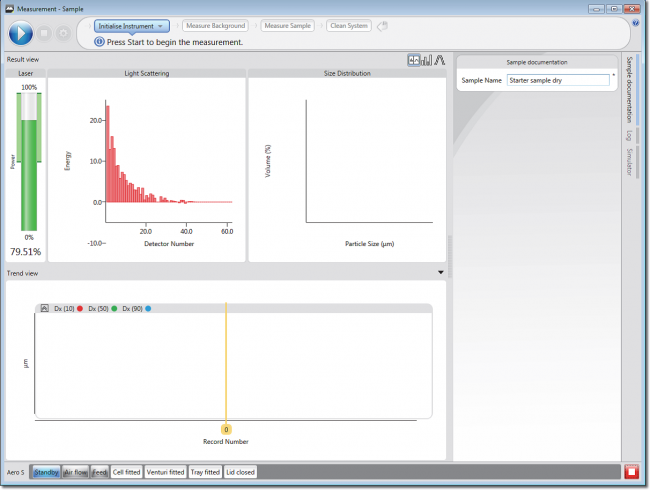 Measurement - Sample
Initialise Instrument
Measure Background
Measure Sample
Clean System
Press Start to begin the measurement.
Result view
Laser
100%
Power
0%
79.51%
Light Scattering
Energy
20.0
10.0
0.0
-10.0
20.0
40.0
60.0
Detector Number
Size Distribution
Volume (%)
Particle Size (µm)
Sample documentation
Sample Name
Starter sample dry
*
Sample documentation
Log
Simulator
Trend view
Dx (10)
Dx (50)
Dx (90)
µm
0
Record Number
Aero S
Standby
Air flow
Feed
Cell fitted
Venturi fitted
Tray fitted
Lid closed